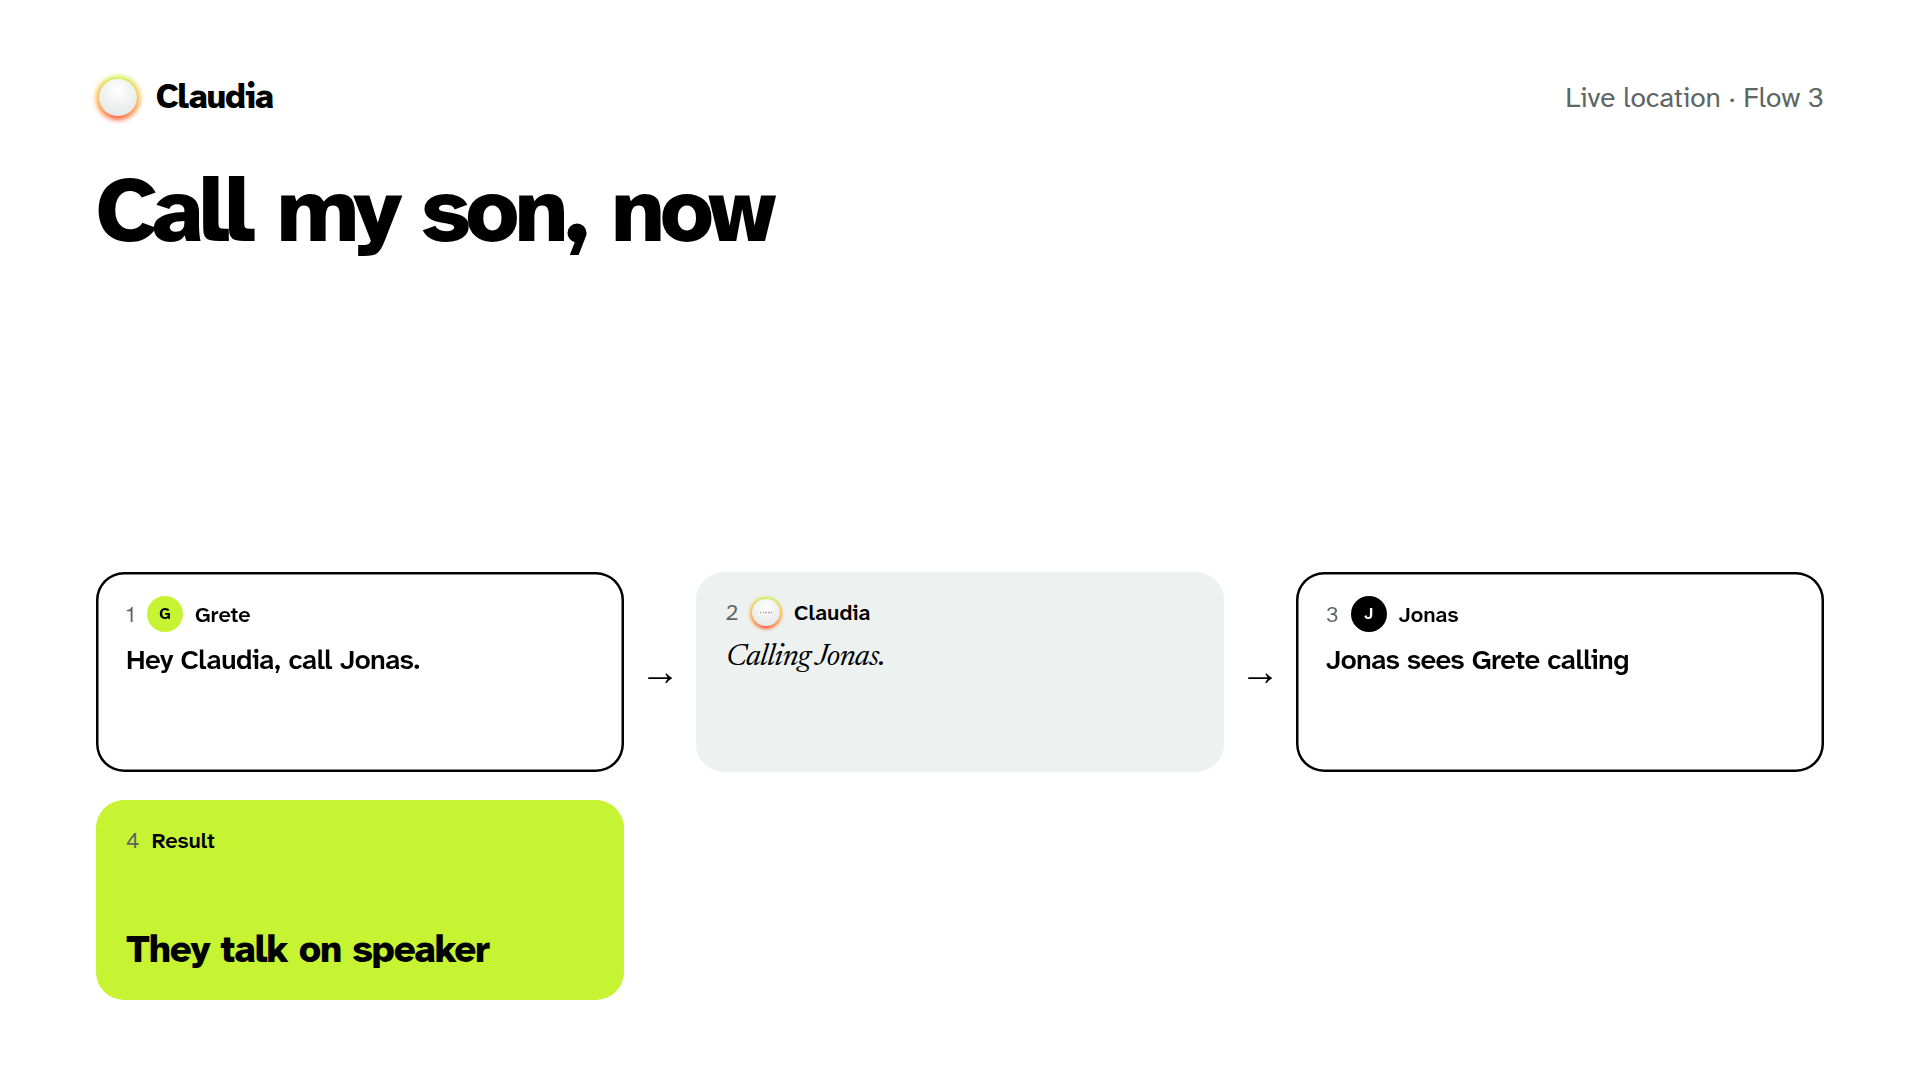 Claudia
Live location · Flow 3
Call my son, now
1 G Grete
Hey Claudia, call Jonas.
→
2 Claudia
Calling Jonas.
→
3 J Jonas
Jonas sees Grete calling
4 Result
They talk on speaker